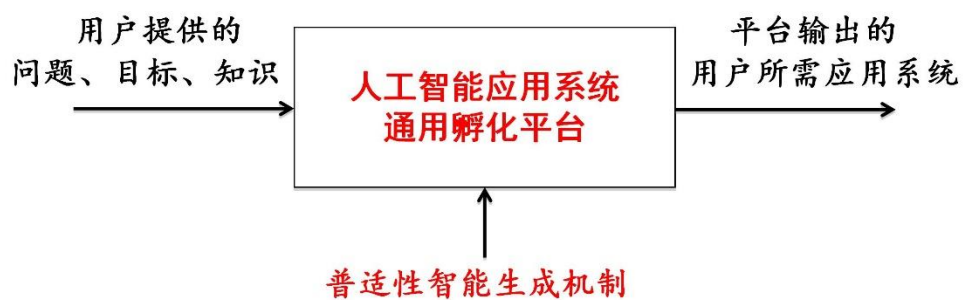 用户提供的
问题、目标、知识
人工智能应用系统
通用孵化平台
平台输出的
用户所需应用系统
普适性智能生成机制